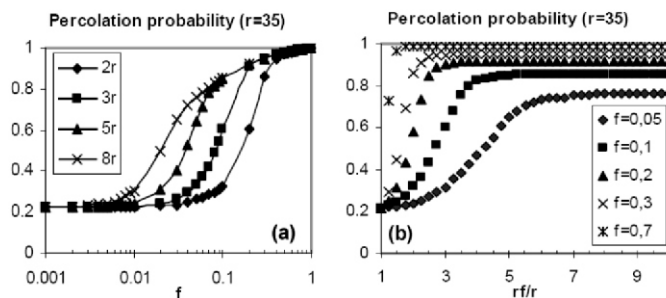 Percolation probability (r=35)
1
0.8
0.6
0.4
0.2
0
2r
3r
5r
8r
(a)
0.001
0.01
0.1
1
f
Percolation probability (r=35)
1
0.8
0.6
0.4
0.2
0
f=0,05
f=0,1
f=0,2
f=0,3
f=0,7
(b)
1
3
5
7
9
rf/r